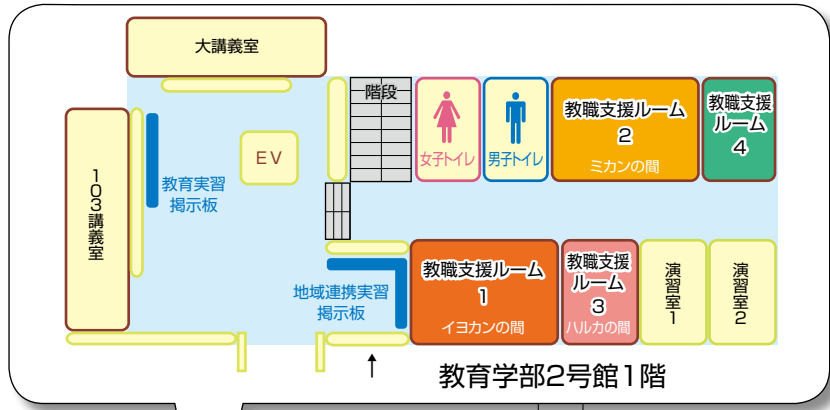 大講義室
103講義室
教育実習
掲示板
EV
階段
女子トイレ
男子トイレ
教職支援ルーム
2
ミカンの間
教職支援
ルーム
4
地域連携実習
掲示板
教職支援ルーム
1
イヨカンの間
教職支援
ルーム
3
ハルカの間
演習室1
演習室2
教育学部2号館1階